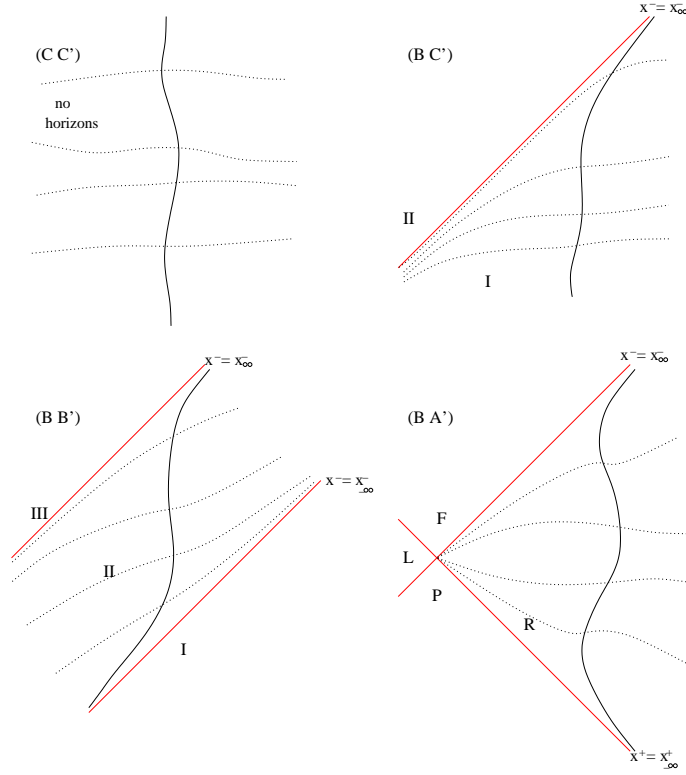 (C C’)
no
horizons
(B C’)
x⁻= x⁻∞
II
I
(B B’)
x⁻= x⁻∞
x⁻= x⁻-∞
III
II
I
(B A’)
x⁻= x⁻∞
F
L
P
R
x⁺= x⁺-∞